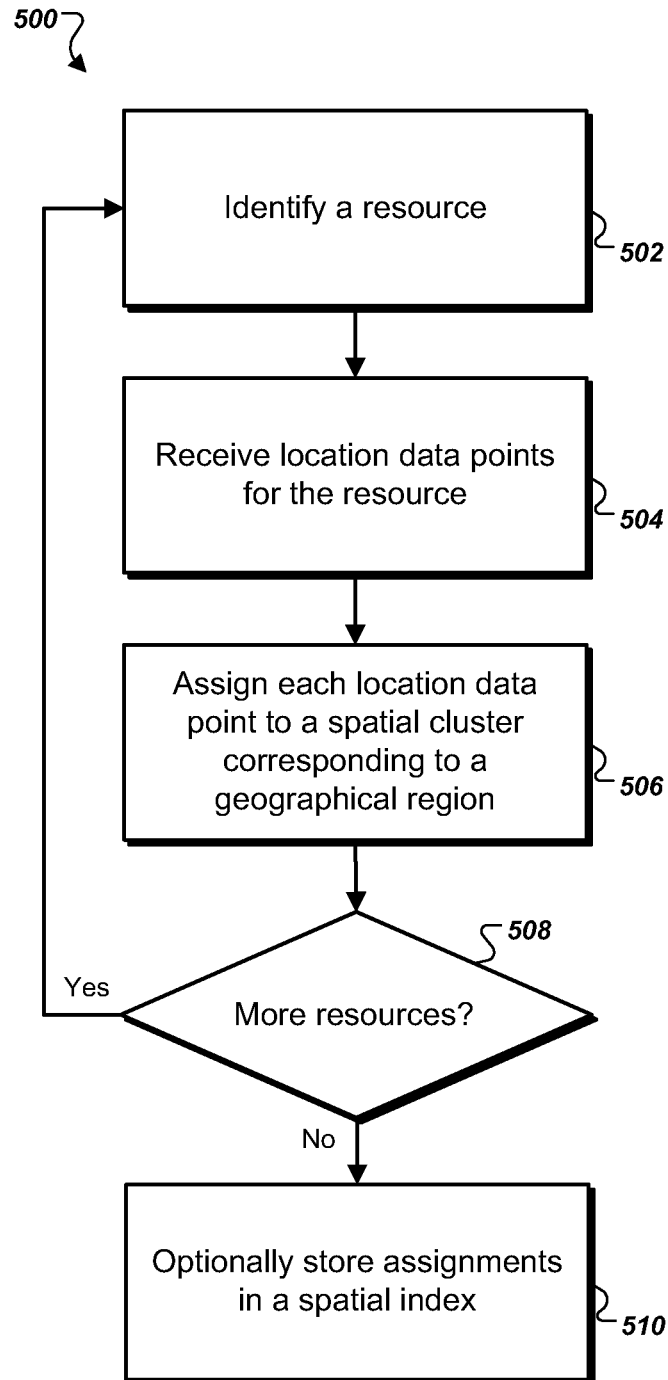 500
Identify a resource
502
Receive location data points
for the resource
504
Assign each location data
point to a spatial cluster
corresponding to a
geographical region
506
508
More resources?
Yes
No
Optionally store assignments
in a spatial index
510